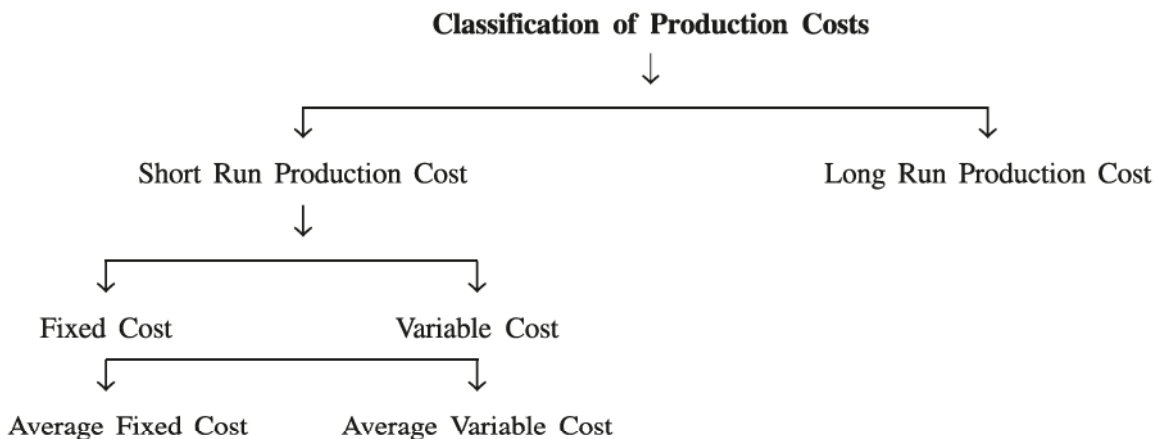 Classification of Production Costs
Short Run Production Cost
Long Run Production Cost
Fixed Cost
Variable Cost
Average Fixed Cost
Average Variable Cost